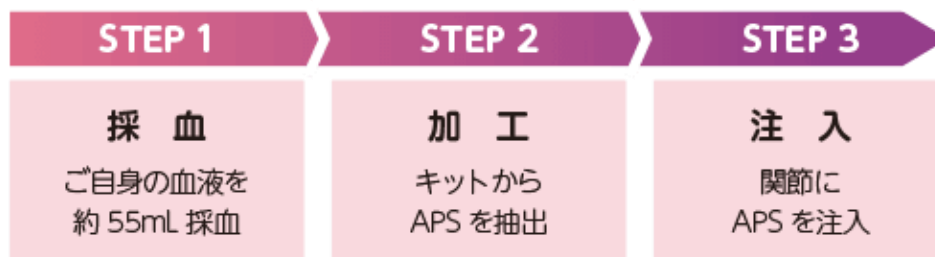 STEP 1
STEP 2
STEP 3
採 血
ご自身の血液を
約 55mL 採血
加 工
キットから
APS を抽出
注 入
関節に
APS を注入